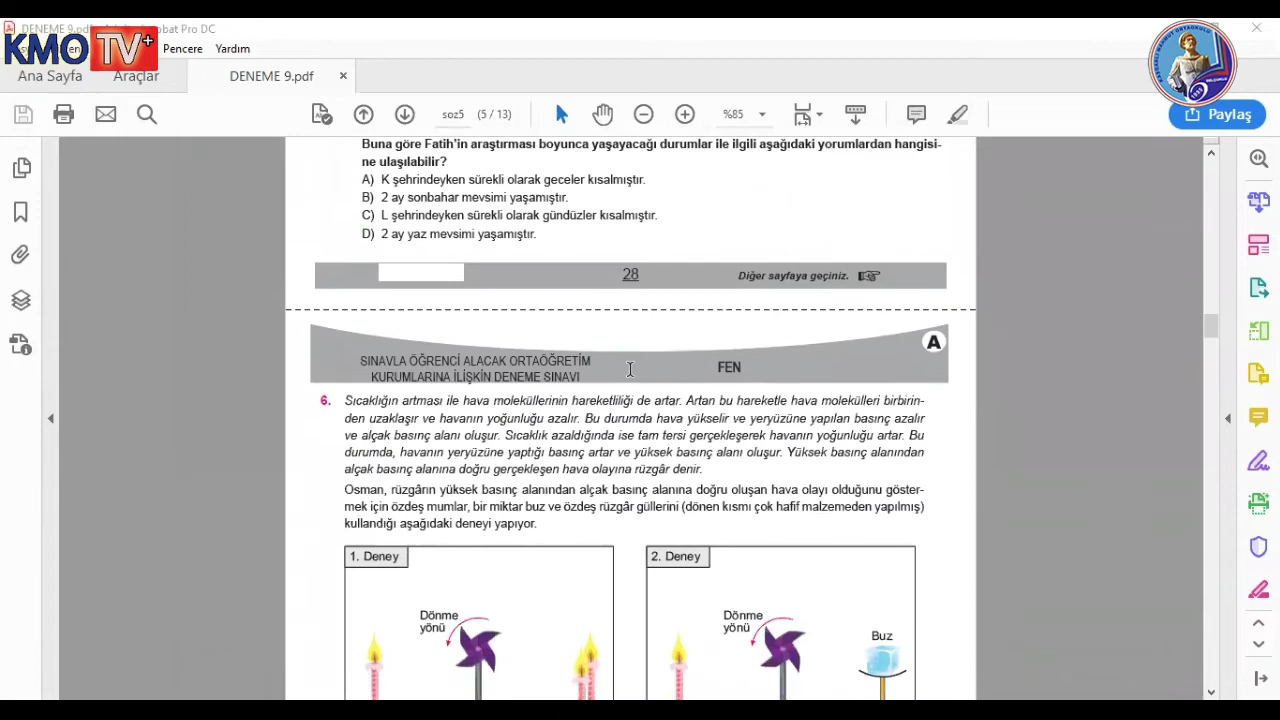 DENEME 9.pdf
obat Pro DC
KMO TV+
Pencere
Yardım
Ana Sayfa
Araçlar
DENEME 9.pdf
soz5
(5 / 13)
%85
Paylaş
Buna göre Fatih'in araştırması boyunca yaşayacağı durumlar ile ilgili aşağıdaki yorumlardan hangisi-
ne ulaşılabilir?
A) K şehrindeyken sürekli olarak geceler kısalmıştır.
B) 2 ay sonbahar mevsimi yaşamıştır.
C) L şehrindeyken sürekli olarak gündüzler kısalmıştır.
D) 2 ay yaz mevsimi yaşamıştır.
28
Diğer sayfaya geçiniz.
A
SINAVLA ÖĞRENCİ ALACAK ORTAÖĞRETİM
KURUMLARINA İLİŞKİN DENEME SINAVI
FEN
6. Sıcaklığın artması ile hava moleküllerinin hareketliliği de artar. Artan bu hareketle hava molekülleri birbirin-
den uzaklaşır ve havanın yoğunluğu azalır. Bu durumda hava yükselir ve yeryüzüne yapılan basınç azalır
ve alçak basınç alanı oluşur. Sıcaklık azaldığında ise tam tersi gerçekleşerek havanın yoğunluğu artar. Bu
durumda, havanın yeryüzüne yaptığı basınç artar ve yüksek basınç alanı oluşur. Yüksek basınç alanından
alçak basınç alanına doğru gerçekleşen hava olayına rüzgâr denir.
Osman, rüzgârın yüksek basınç alanından alçak basınç alanına doğru oluşan hava olayı olduğunu göster-
mek için özdeş mumlar, bir miktar buz ve özdeş rüzgâr güllerini (dönen kısmı çok hafif malzemeden yapılmış)
kullandığı aşağıdaki deneyi yapıyor.
1. Deney
Dönme
yönü
2. Deney
Dönme
yönü
Buz